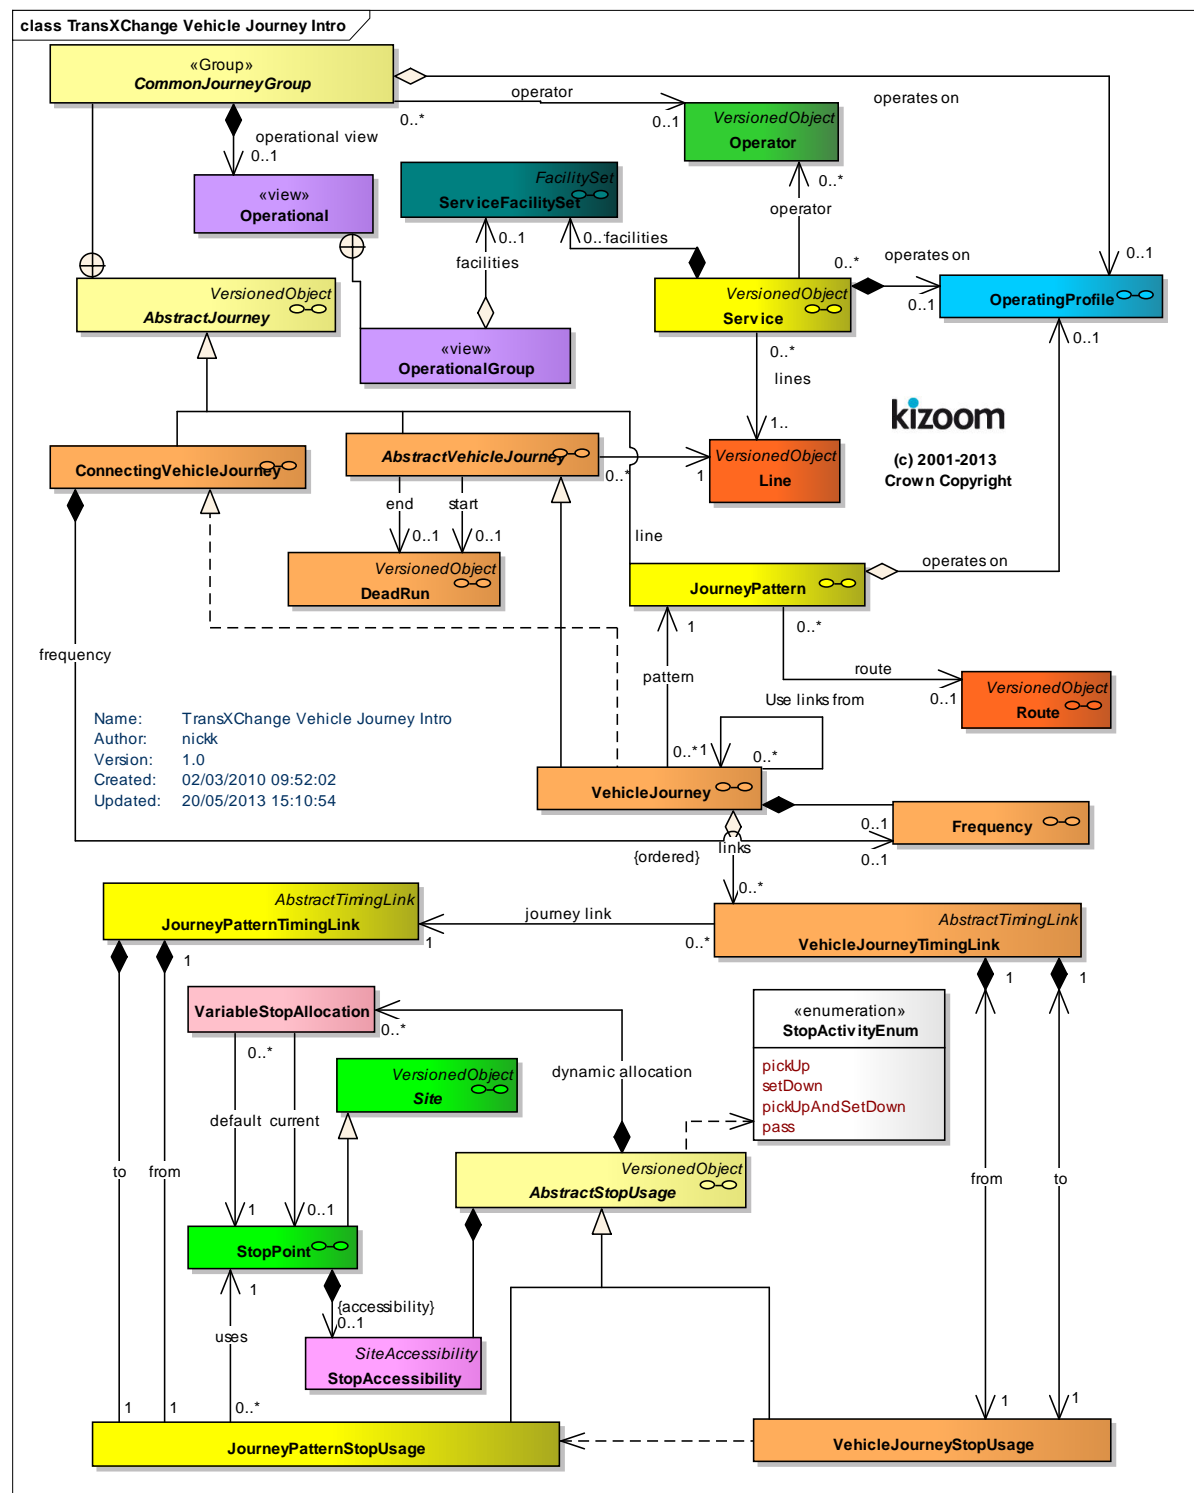 class TransXChange Vehicle Journey Intro
«Group»
CommonJourneyGroup
operator
0..*
0..1
operates on
0..1
VersionedObject
Operator
operational view
0..1
«view»
Operational
FacilitySet
ServiceFacilitySet
0..1
facilities
0..*
facilities
0..*
operator
0..*
operates on
0..1
VersionedObject
AbstractJourney
VersionedObject
Service
OperatingProfile
0..1
«view»
OperationalGroup
0..*
lines
1..
kizoom
(c) 2001-2013
Crown Copyright
ConnectingVehicleJourney
AbstractVehicleJourney
0..*
1
VersionedObject
Line
end
start
0..1
0..1
line
VersionedObject
DeadRun
JourneyPattern
operates on
1
0..*
frequency
pattern
route
0..1
VersionedObject
Route
Use links from
Name: TransXChange Vehicle Journey Intro
Author: nickk
Version: 1.0
Created: 02/03/2010 09:52:02
Updated: 20/05/2013 15:10:54
0..*
1
0..*
VehicleJourney
0..1
Frequency
{ordered}
links
0..1
0..*
AbstractTimingLink
JourneyPatternTimingLink
journey link
1
0..*
AbstractTimingLink
VehicleJourneyTimingLink
1
1
1
VariableStopAllocation
0..*
0..*
«enumeration»
StopActivityEnum
pickUp
setDown
pickUpAndSetDown
pass
VersionedObject
Site
dynamic allocation
default
current
to
from
VersionedObject
AbstractStopUsage
from
to
1
0..1
StopPoint
1
{accessibility}
0..1
uses
SiteAccessibility
StopAccessibility
1
1
0..*
1
1
JourneyPatternStopUsage
VehicleJourneyStopUsage